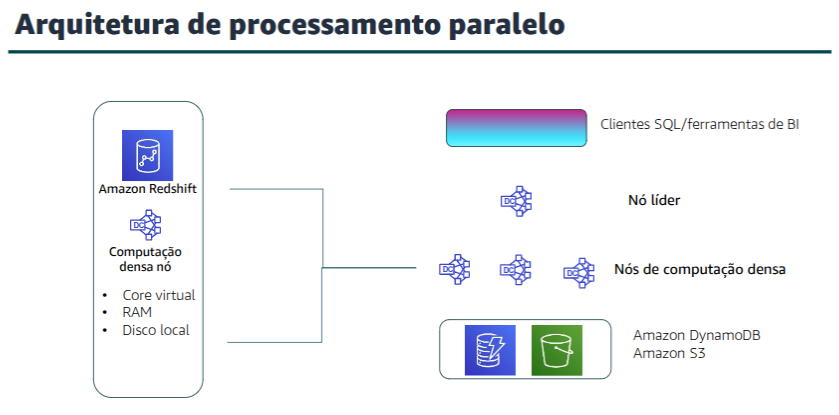 Arquitetura de processamento paralelo
Amazon Redshift
DC
Computação
densa nó
• Core virtual
• RAM
• Disco local
Clientes SQL/ferramentas de BI
DC
Nó líder
DC
DC
DC
Nós de computação densa
Amazon DynamoDB
Amazon S3